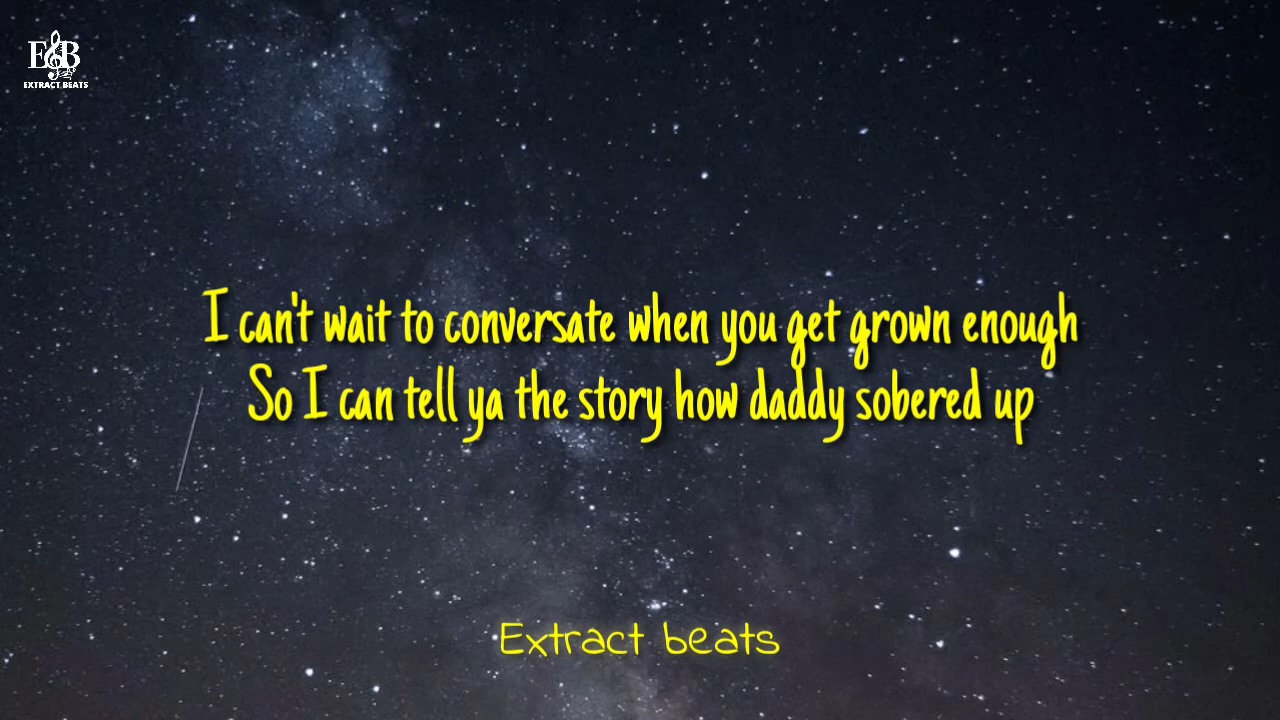 E B
EXTRACT BEATS
I can't wait to conversate when you get grown enough
So I can tell ya the story how daddy sobered up
Extract beats